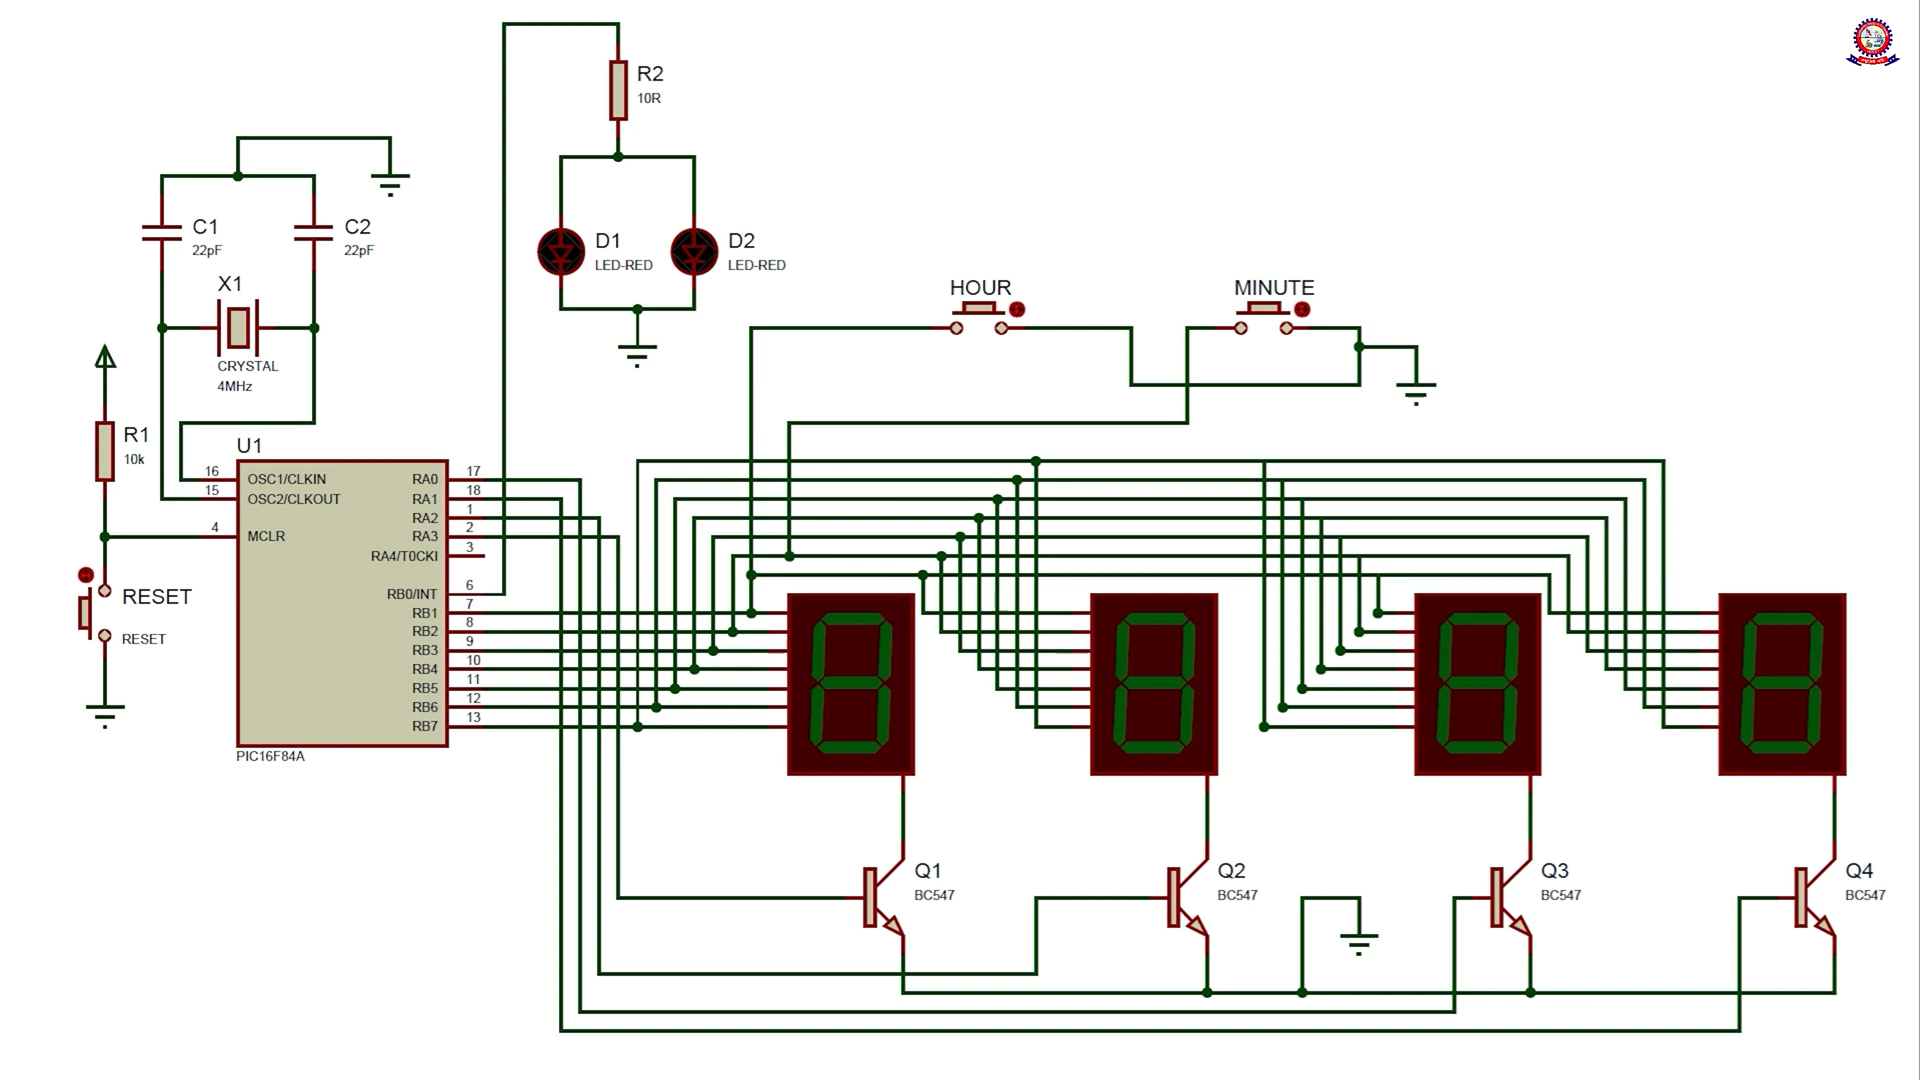 R2
10R
C1
22pF
C2
22pF
X1
CRYSTAL
4MHz
D1
LED-RED
D2
LED-RED
HOUR
MINUTE
R1
10k
RESET
RESET
U1
16 OSC1/CLKIN
15 OSC2/CLKOUT
4 MCLR
RA0 17
RA1 18
RA2 1
RA3 2
RA4/T0CKI 3
RB0/INT 6
RB1 7
RB2 8
RB3 9
RB4 10
RB5 11
RB6 12
RB7 13
PIC16F84A
Q1
BC547
Q2
BC547
Q3
BC547
Q4
BC547